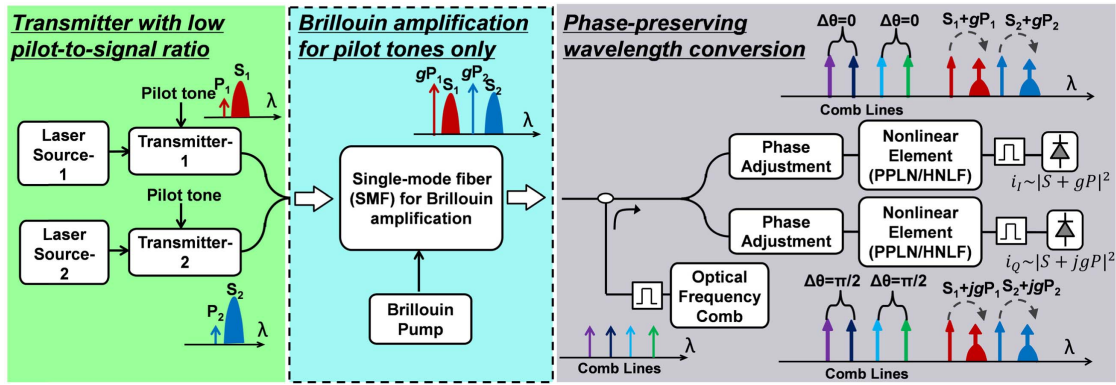 Transmitter with low
pilot-to-signal ratio
Pilot tone
P₁
S₁
λ
Laser
Source-
1
Transmitter-
1
Pilot tone
Laser
Source-
2
Transmitter-
2
P₂
S₂
λ
Brillouin amplification
for pilot tones only
gP₁
S₁
gP₂
S₂
λ
Single-mode fiber
(SMF) for Brillouin
amplification
Brillouin
Pump
Phase-preserving
wavelength conversion
Δθ=0
Δθ=0
S₁+gP₁
S₂+gP₂
λ
Comb Lines
Phase
Adjustment
Nonlinear
Element
(PPLN/HNLF)
i_I~|S + gP|²
Phase
Adjustment
Nonlinear
Element
(PPLN/HNLF)
i_Q~|S + jgP|²
Optical
Frequency
Comb
λ
Comb Lines
Δθ=π/2
Δθ=π/2
S₁+jgP₁
S₂+jgP₂
λ
Comb Lines